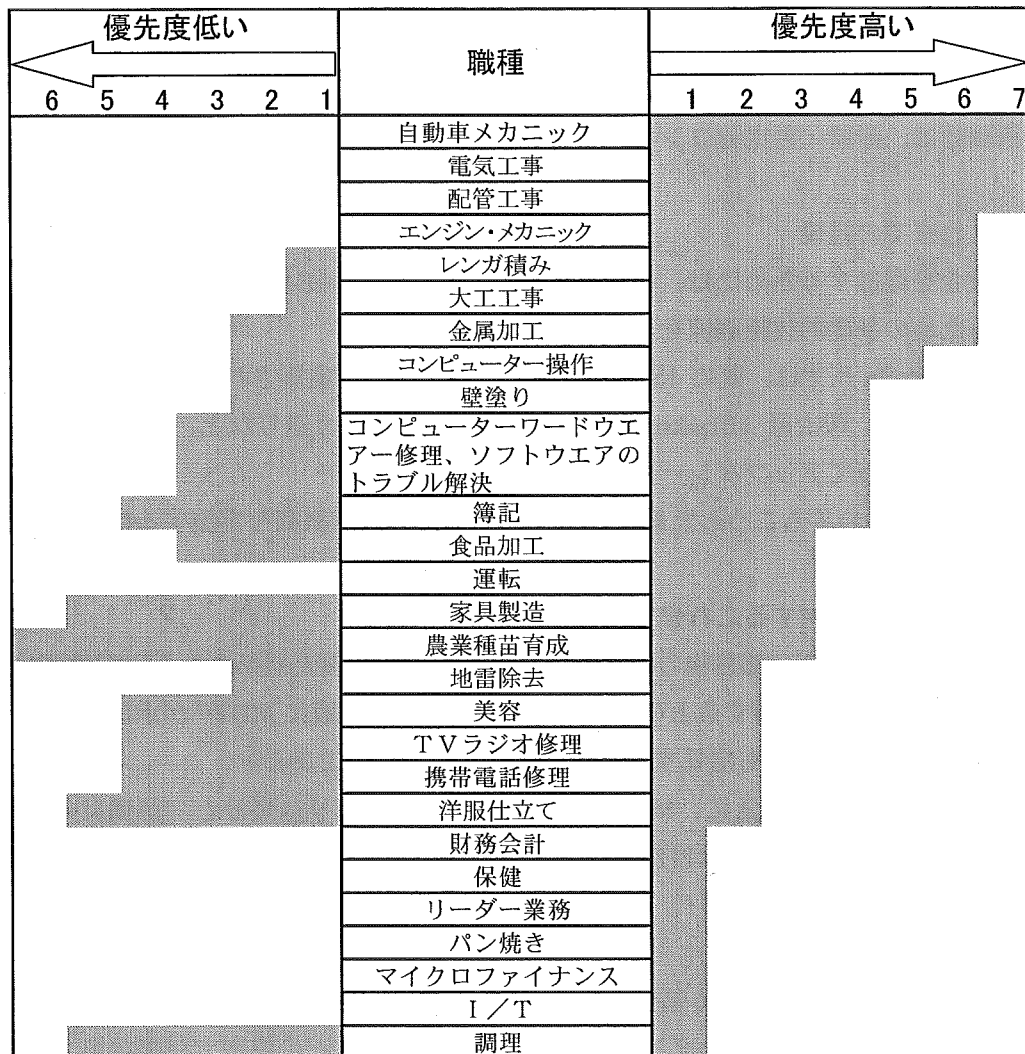 優先度低い
職種
優先度高い
6 5 4 3 2 1
1 2 3 4 5 6 7
自動車メカニック
電気工事
配管工事
エンジン・メカニック
レンガ積み
大工工事
金属加工
コンピューター操作
壁塗り
コンピューターワードウエ
アー修理、ソフトウエアの
トラブル解決
簿記
食品加工
運転
家具製造
農業種苗育成
地雷除去
美容
TVラジオ修理
携帯電話修理
洋服仕立て
財務会計
保健
リーダー業務
パン焼き
マイクロファイナンス
I/T
調理